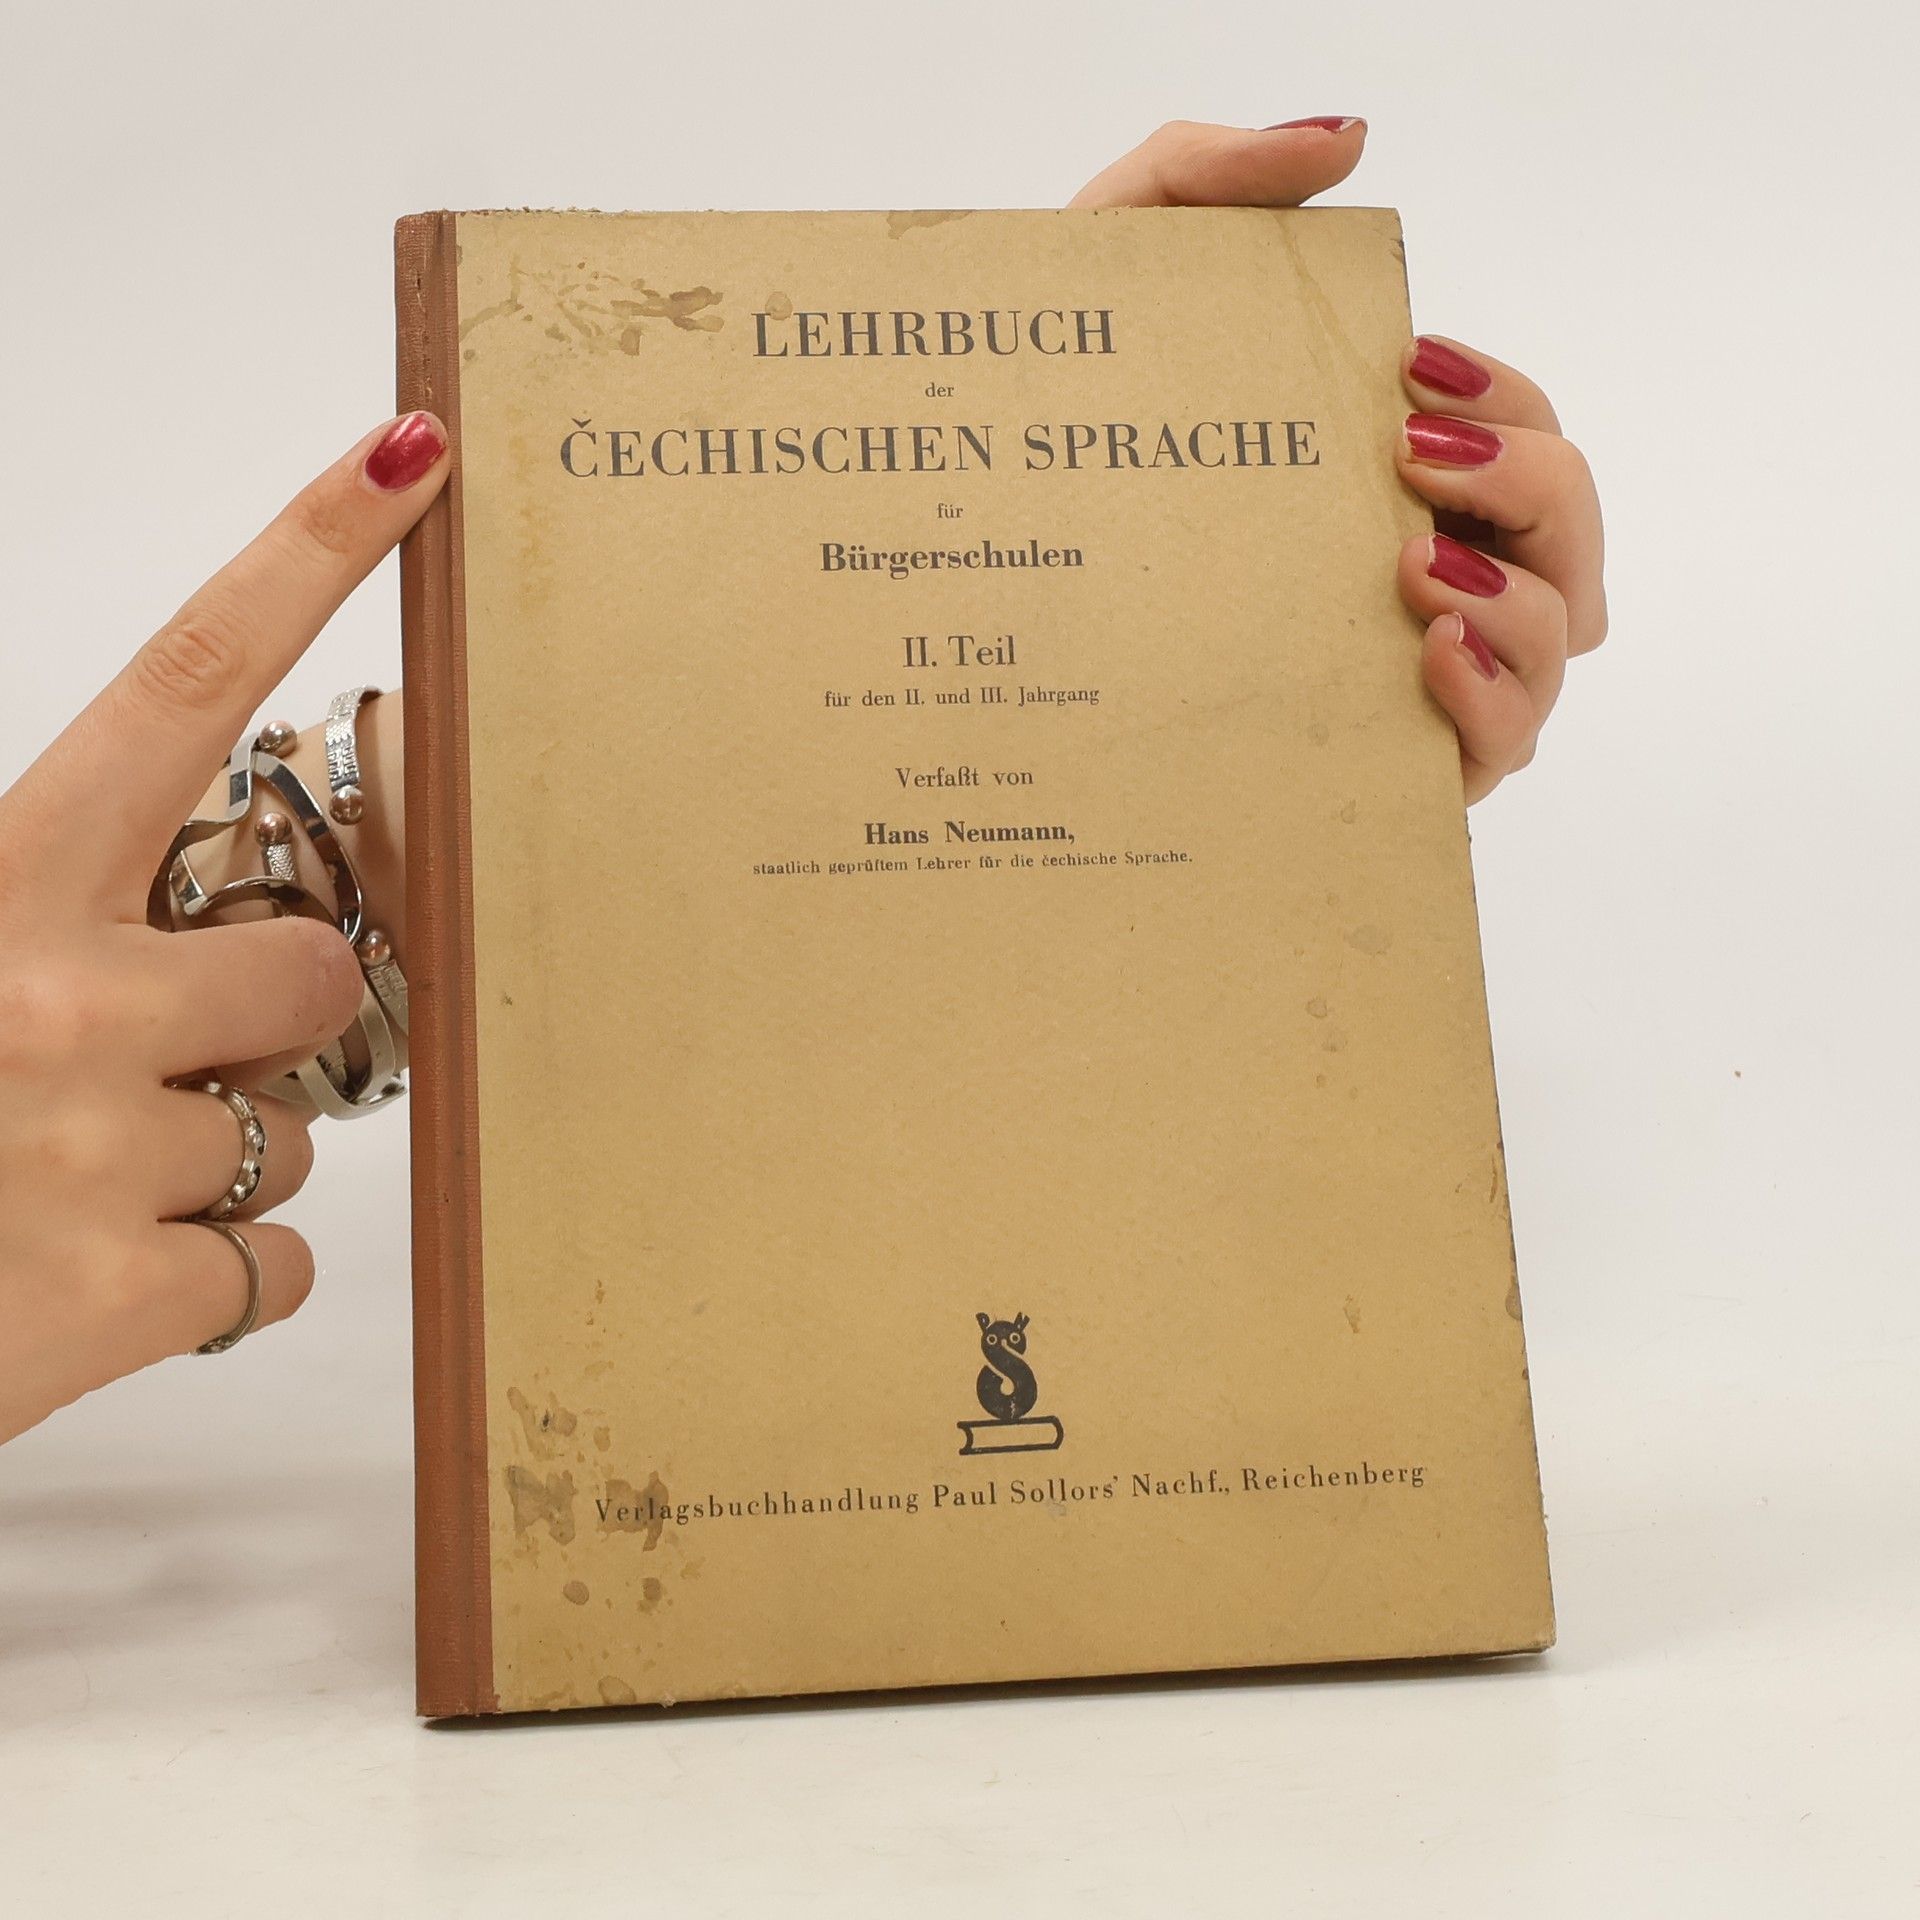 LEHRBUCH
der
ČECHISCHEN SPRACHE
für
Bürgerschulen
II. Teil
für den II. und III. Jahrgang
Verfaßt von
Hans Neumann,
staatlich geprüftem Lehrer für die čechische Sprache.
Verlagsbuchhandlung Paul Sollors' Nachf., Reichenberg